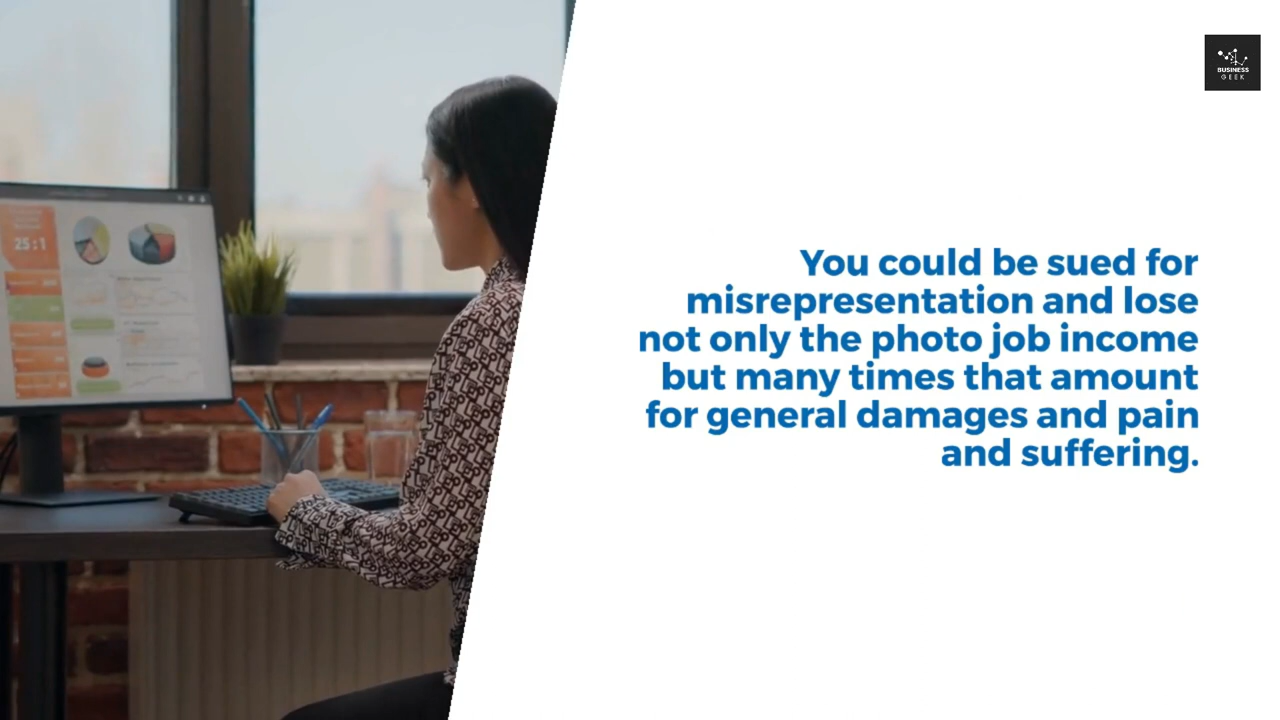 BUSINESS
GEEK
25:1
You could be sued for
misrepresentation and lose
not only the photo job income
but many times that amount
for general damages and pain
and suffering.